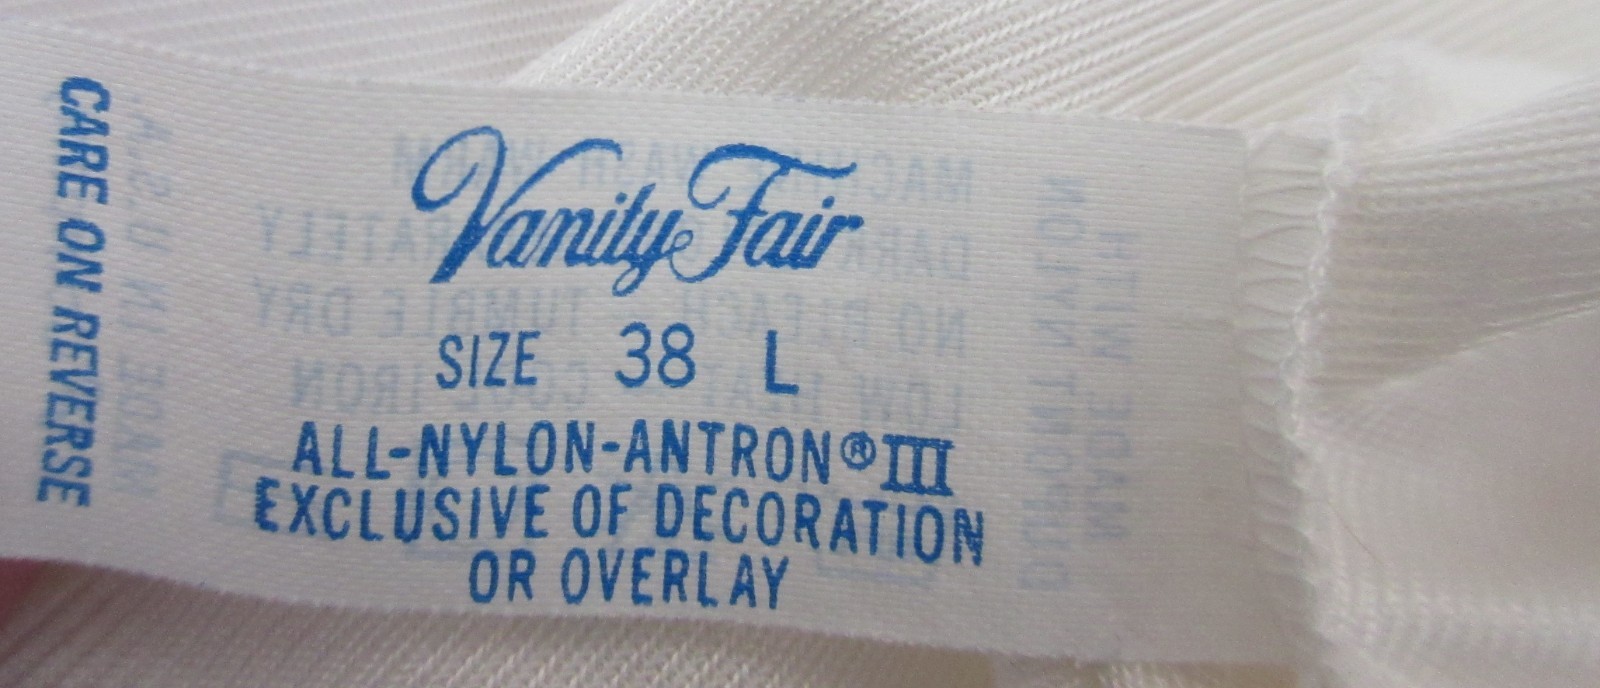 CARE ON REVERSE
Vanity Fair
SIZE 38 L
ALL-NYLON-ANTRON® III
EXCLUSIVE OF DECORATION
OR OVERLAY